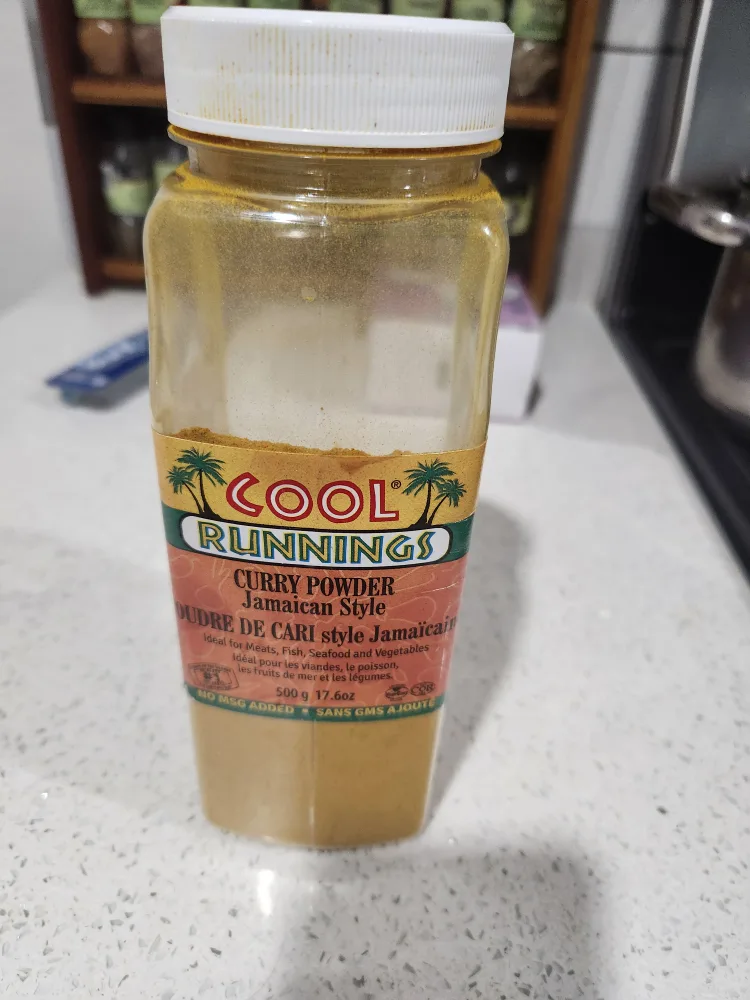 COOL®
RUNNINGS
CURRY POWDER
Jamaican Style
OUDRE DE CARI style Jamaïcain
Ideal for Meats, Fish, Seafood and Vegetables
Idéal pour les viandes, le poisson,
les fruits de mer et les légumes.
#1
500 g 17.6oz
COR
NO MSG ADDED • SANS GMS AJOUTÉ